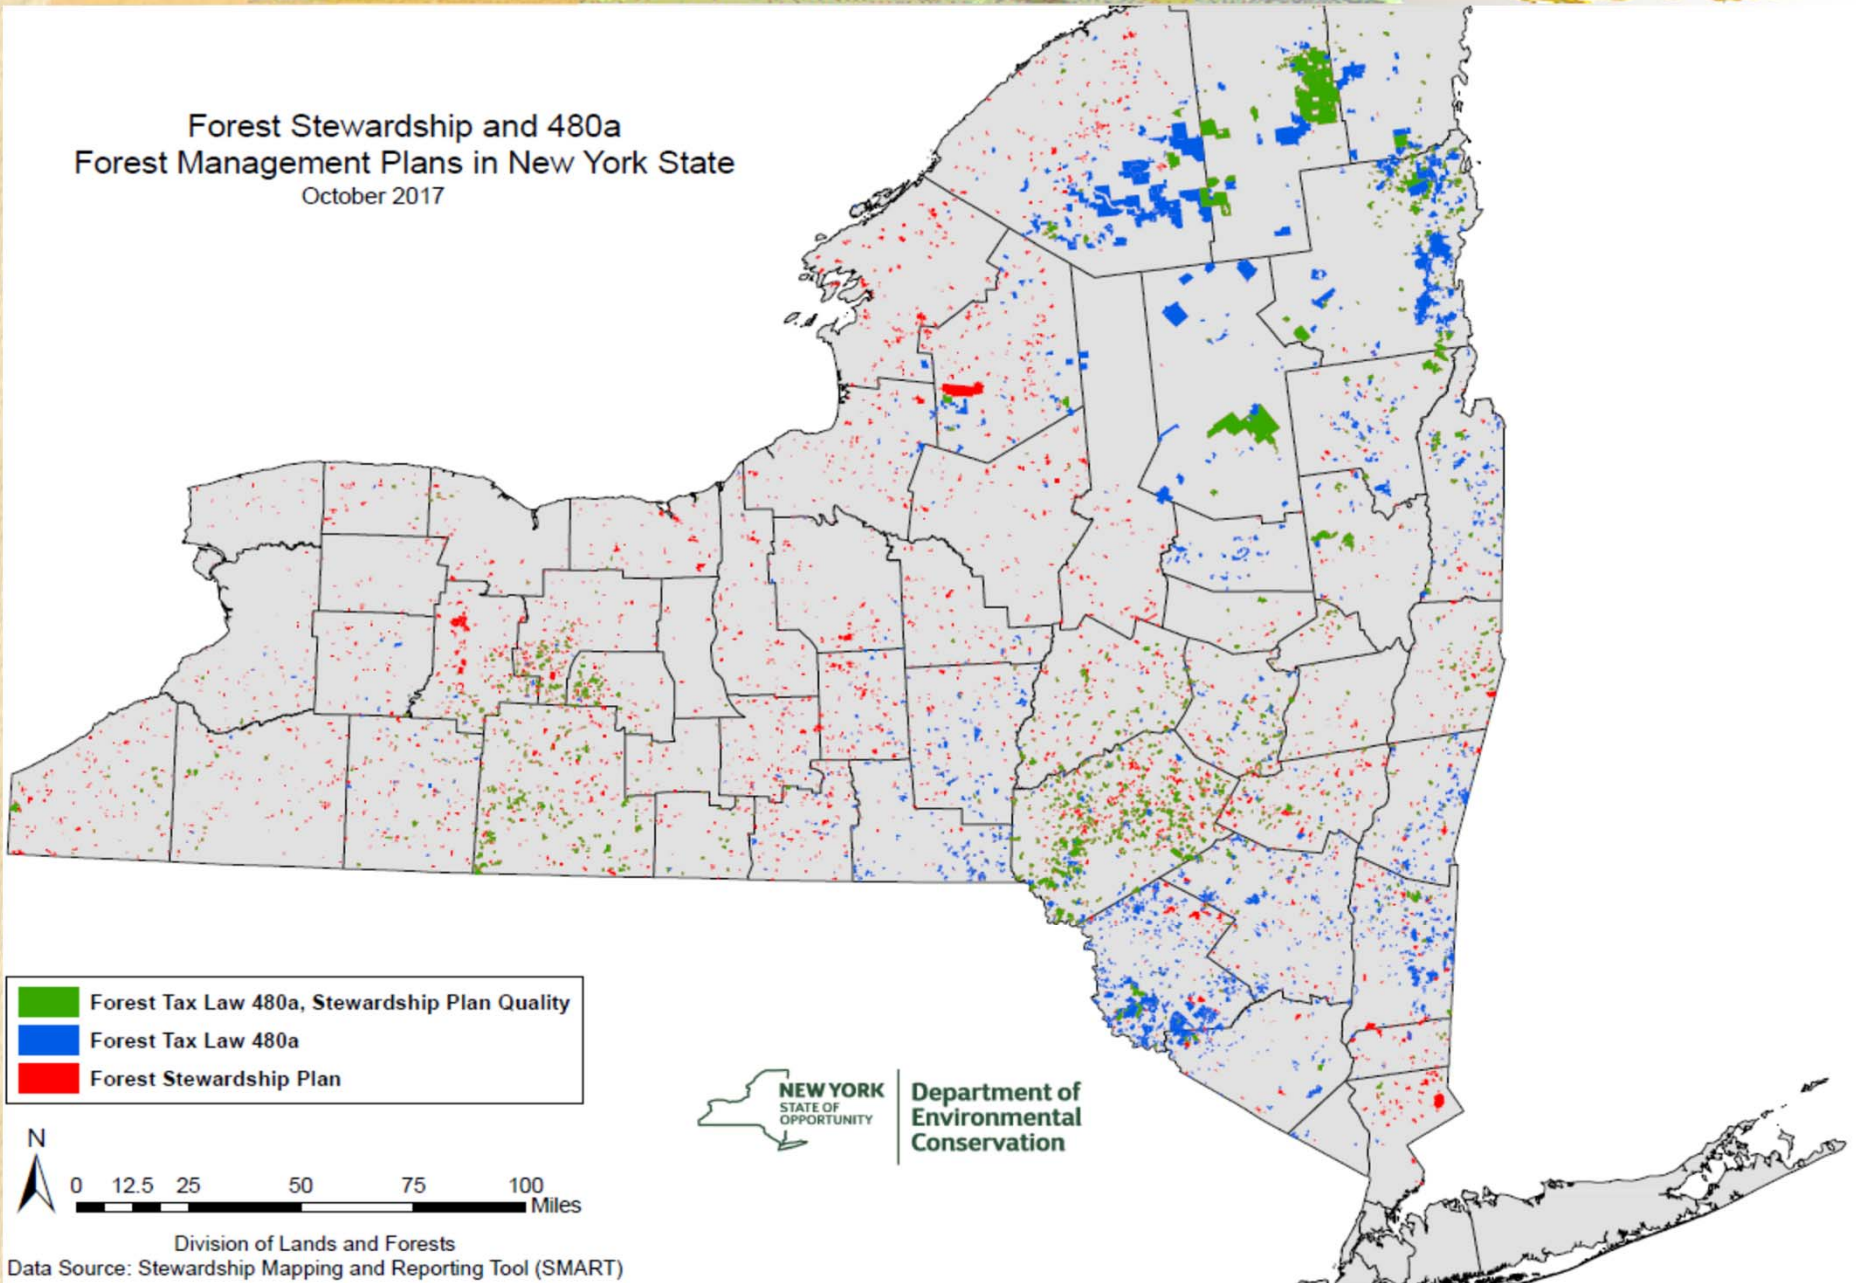 Forest Stewardship and 480a
Forest Management Plans in New York State
October 2017
Forest Tax Law 480a, Stewardship Plan Quality
Forest Tax Law 480a
Forest Stewardship Plan
NEW YORK
STATE OF
OPPORTUNITY
Department of
Environmental
Conservation
N
0 12.5 25 50 75 100
Miles
Division of Lands and Forests
Data Source: Stewardship Mapping and Reporting Tool (SMART)